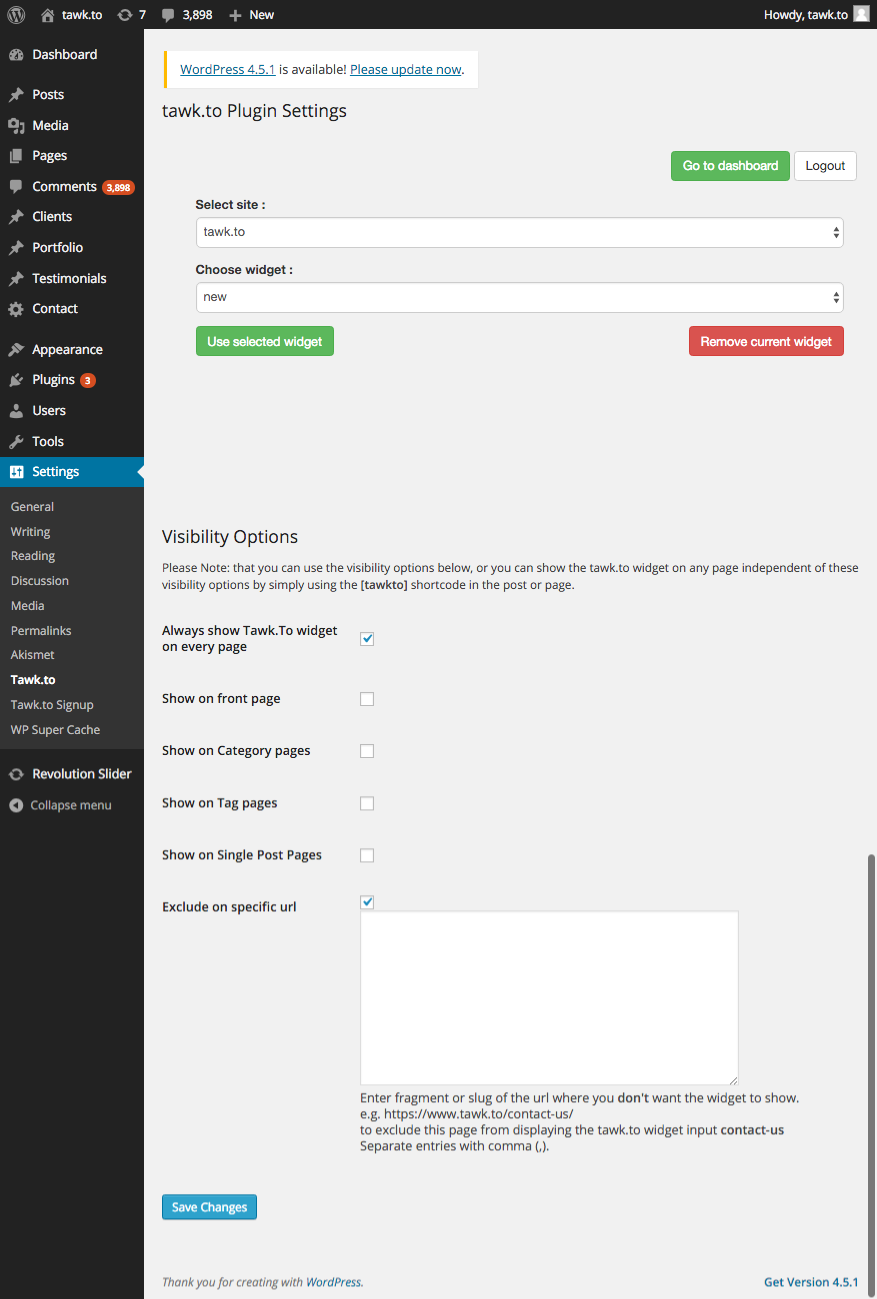 tawk.to 7 3,898 + New Howdy, tawk.to
Dashboard
Posts
Media
Pages
Comments 3,898
Clients
Portfolio
Testimonials
Contact
Appearance
Plugins 3
Users
Tools
Settings
General
Writing
Reading
Discussion
Media
Permalinks
Akismet
Tawk.to
Tawk.to Signup
WP Super Cache
Revolution Slider
Collapse menu
WordPress 4.5.1 is available! Please update now.
tawk.to Plugin Settings
Go to dashboard Logout
Select site :
tawk.to
Choose widget :
new
Use selected widget Remove current widget
Visibility Options
Please Note: that you can use the visibility options below, or you can show the tawk.to widget on any page independent of these
visibility options by simply using the [tawkto] shortcode in the post or page.
Always show Tawk.To widget
on every page
Show on front page
Show on Category pages
Show on Tag pages
Show on Single Post Pages
Exclude on specific url
Enter fragment or slug of the url where you don't want the widget to show.
e.g. https://www.tawk.to/contact-us/
to exclude this page from displaying the tawk.to widget input contact-us
Separate entries with comma (,).
Save Changes
Thank you for creating with WordPress. Get Version 4.5.1